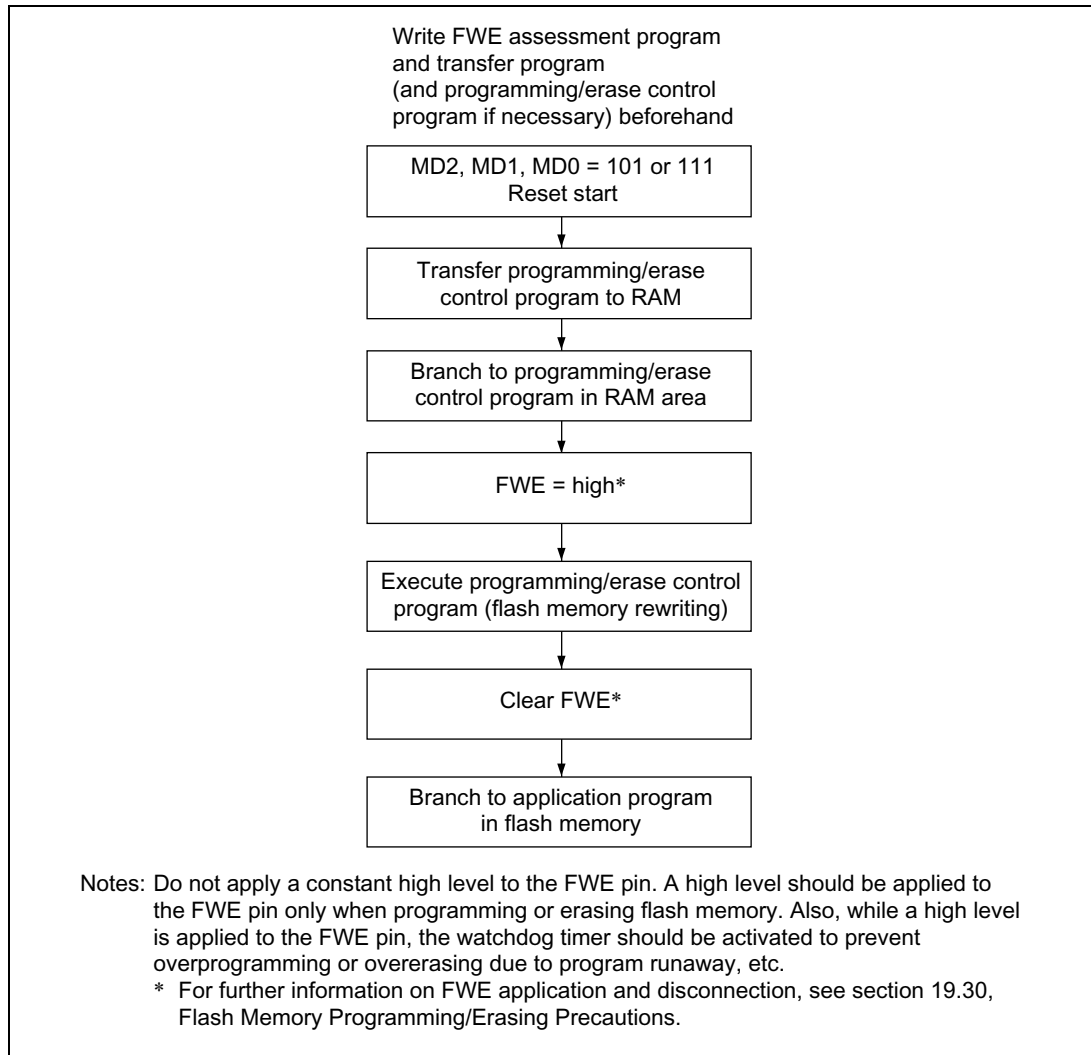 Write FWE assessment program
and transfer program
(and programming/erase control
program if necessary) beforehand
MD2, MD1, MD0 = 101 or 111
Reset start
Transfer programming/erase
control program to RAM
Branch to programming/erase
control program in RAM area
FWE = high*
Execute programming/erase control
program (flash memory rewriting)
Clear FWE*
Branch to application program
in flash memory
Notes: Do not apply a constant high level to the FWE pin. A high level should be applied to
the FWE pin only when programming or erasing flash memory. Also, while a high level
is applied to the FWE pin, the watchdog timer should be activated to prevent
overprogramming or overerasing due to program runaway, etc.
* For further information on FWE application and disconnection, see section 19.30,
Flash Memory Programming/Erasing Precautions.